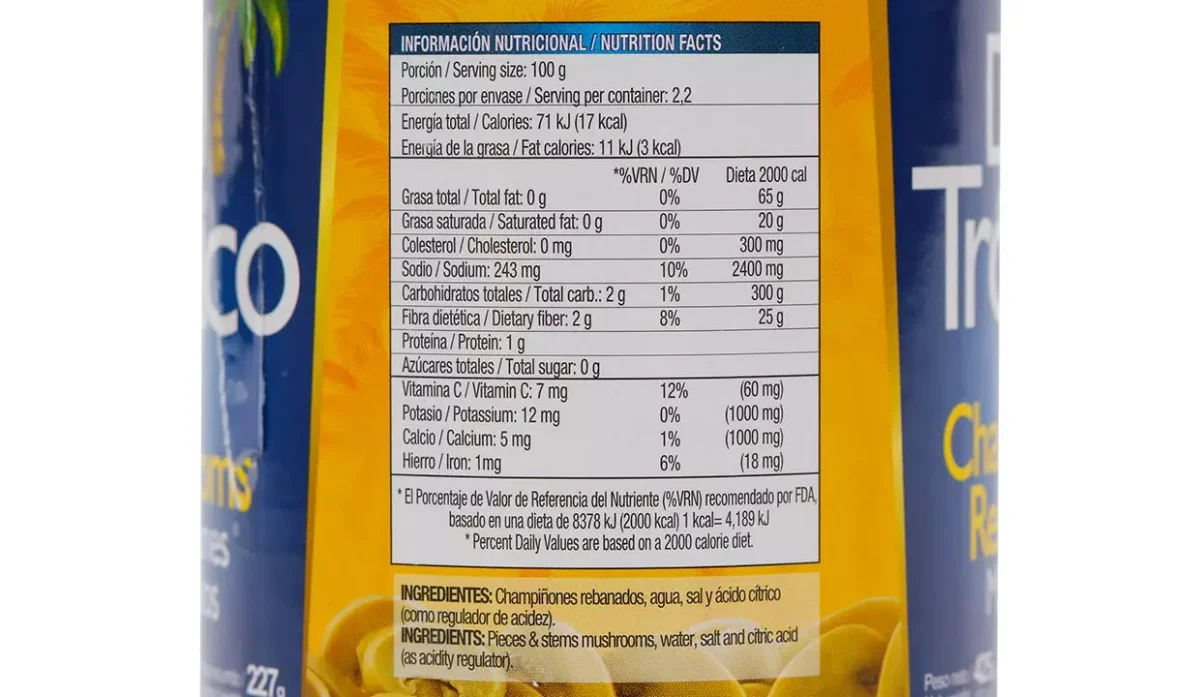 INFORMACIÓN NUTRICIONAL / NUTRITION FACTS
Porción / Serving size: 100 g
Porciones por envase / Serving per container: 2,2
Energía total / Calories: 71 kJ (17 kcal)
Energía de la grasa / Fat calories: 11 kJ (3 kcal)
*%VRN / %DV Dieta 2000 cal
Grasa total / Total fat: 0 g 0% 65 g
Grasa saturada / Saturated fat: 0 g 0% 20 g
Colesterol / Cholesterol: 0 mg 0% 300 mg
Sodio / Sodium: 243 mg 10% 2400 mg
Carbohidratos totales / Total carb.: 2 g 1% 300 g
Fibra dietética / Dietary fiber: 2 g 8% 25 g
Proteína / Protein: 1 g
Azúcares totales / Total sugar: 0 g
Vitamina C / Vitamin C: 7 mg 12% (60 mg)
Potasio / Potassium: 12 mg 0% (1000 mg)
Calcio / Calcium: 5 mg 1% (1000 mg)
Hierro / Iron: 1mg 6% (18 mg)
* El Porcentaje de Valor de Referencia del Nutriente (%VRN) recomendado por FDA,
basado en una dieta de 8378 kJ (2000 kcal) 1 kcal= 4,189 kJ
* Percent Daily Values are based on a 2000 calorie diet.
INGREDIENTES: Champiñones rebanados, agua, sal y ácido cítrico
(como regulador de acidez).
INGREDIENTS: Pieces & stems mushrooms, water, salt and citric acid
(as acidity regulator).
ico
ums
227g
Tro
Cha
Re
Peso neto 425